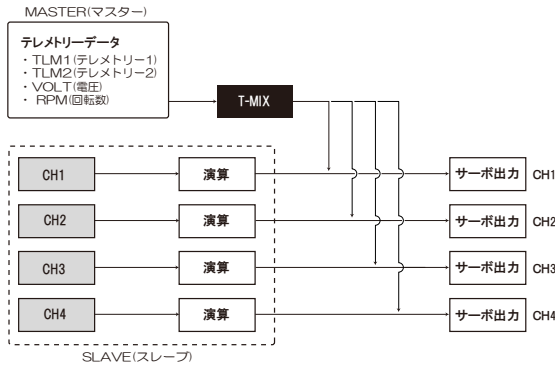 MASTER(マスター)
テレメトリーデータ
・TLM1(テレメトリー1)
・TLM2(テレメトリー2)
・VOLT(電圧)
・RPM(回転数)
T-MIX
CH1 演算 サーボ出力 CH1
CH2 演算 サーボ出力 CH2
CH3 演算 サーボ出力 CH3
CH4 演算 サーボ出力 CH4
SLAVE(スレーブ)